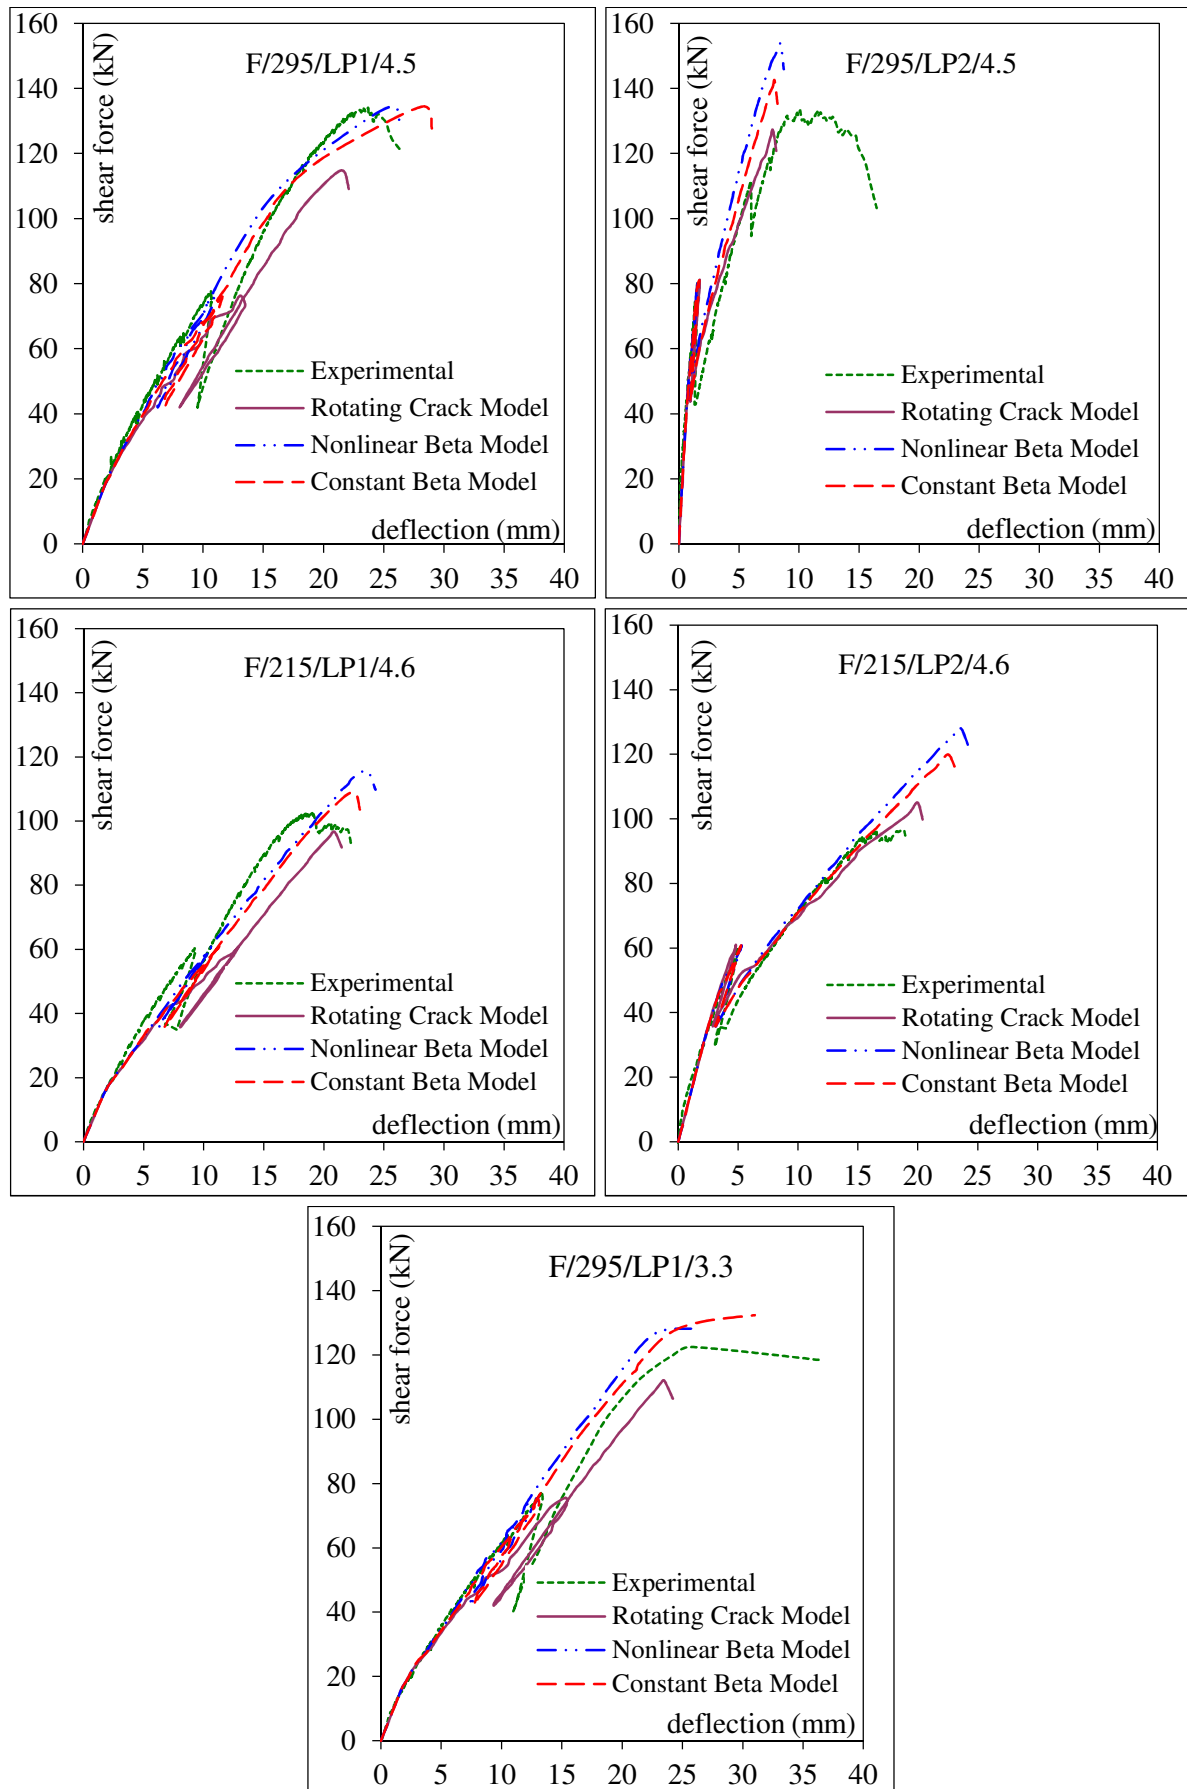 F/295/LP1/4.5
shear force (kN)
160
140
120
100
80
60
40
20
0
Experimental
Rotating Crack Model
Nonlinear Beta Model
Constant Beta Model
deflection (mm)
0 5 10 15 20 25 30 35 40
F/295/LP2/4.5
shear force (kN)
160
140
120
100
80
60
40
20
0
Experimental
Rotating Crack Model
Nonlinear Beta Model
Constant Beta Model
deflection (mm)
0 5 10 15 20 25 30 35 40
F/215/LP1/4.6
shear force (kN)
160
140
120
100
80
60
40
20
0
Experimental
Rotating Crack Model
Nonlinear Beta Model
Constant Beta Model
deflection (mm)
0 5 10 15 20 25 30 35 40
F/215/LP2/4.6
shear force (kN)
160
140
120
100
80
60
40
20
0
Experimental
Rotating Crack Model
Nonlinear Beta Model
Constant Beta Model
deflection (mm)
0 5 10 15 20 25 30 35 40
F/295/LP1/3.3
shear force (kN)
160
140
120
100
80
60
40
20
0
Experimental
Rotating Crack Model
Nonlinear Beta Model
Constant Beta Model
deflection (mm)
0 5 10 15 20 25 30 35 40